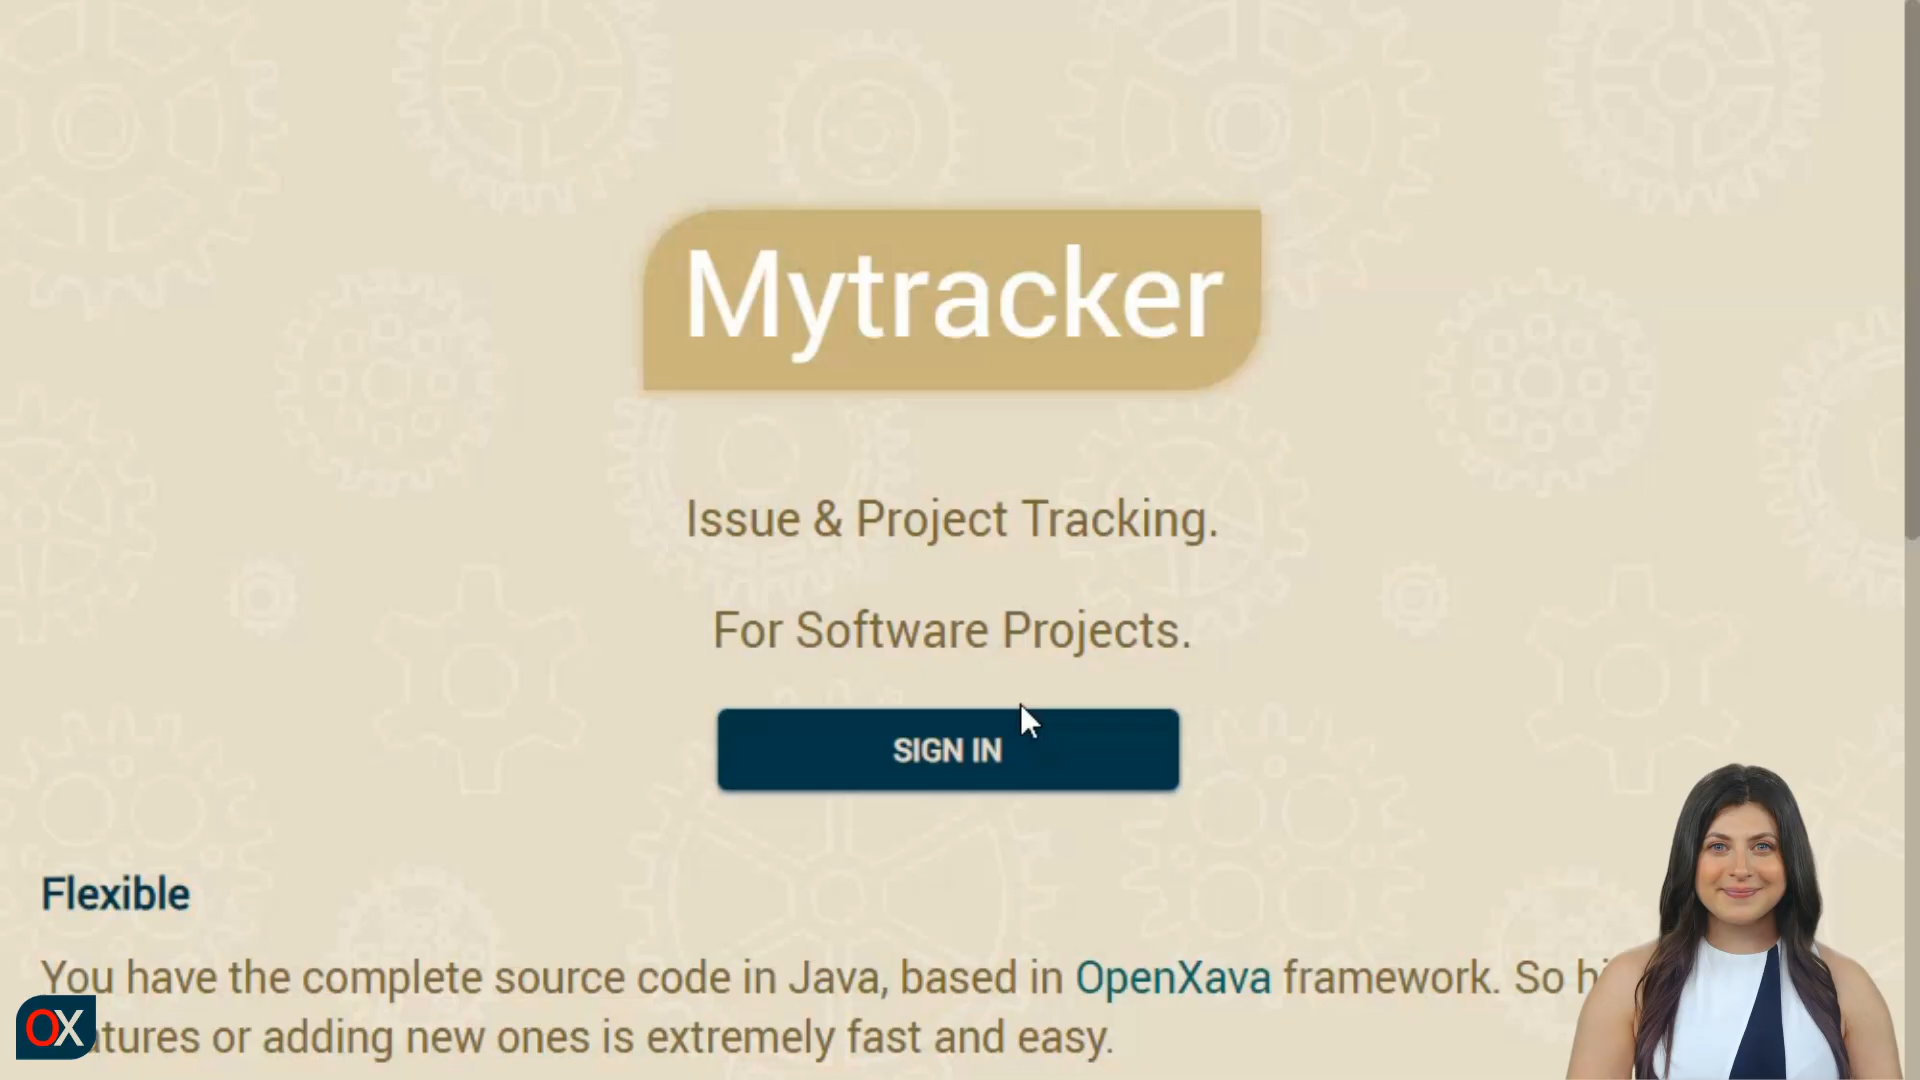 Mytracker
Issue & Project Tracking.
For Software Projects.
SIGN IN
Flexible
You have the complete source code in Java, based in OpenXava framework. So
atures or adding new ones is extremely fast and easy.
OX